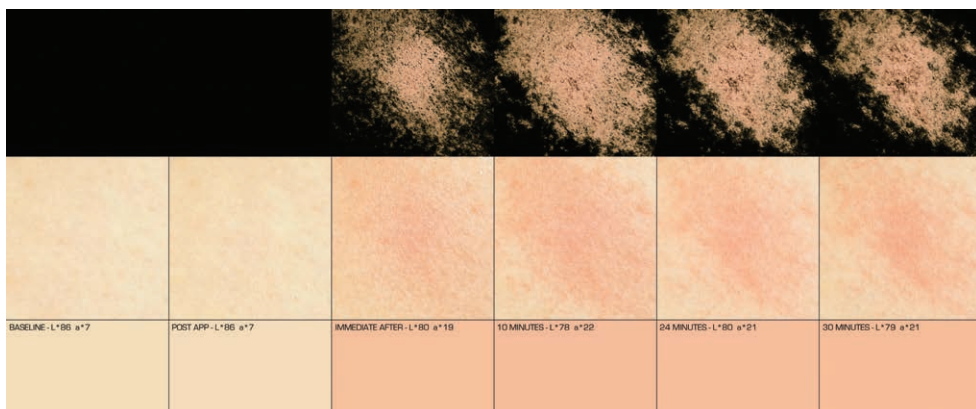 BASELINE - L*86 a*7
POST APP - L*86 a*7
IMMEDIATE AFTER - L*80 a*19
10 MINUTES - L*78 a*22
24 MINUTES - L*80 a*21
30 MINUTES - L*79 a*21